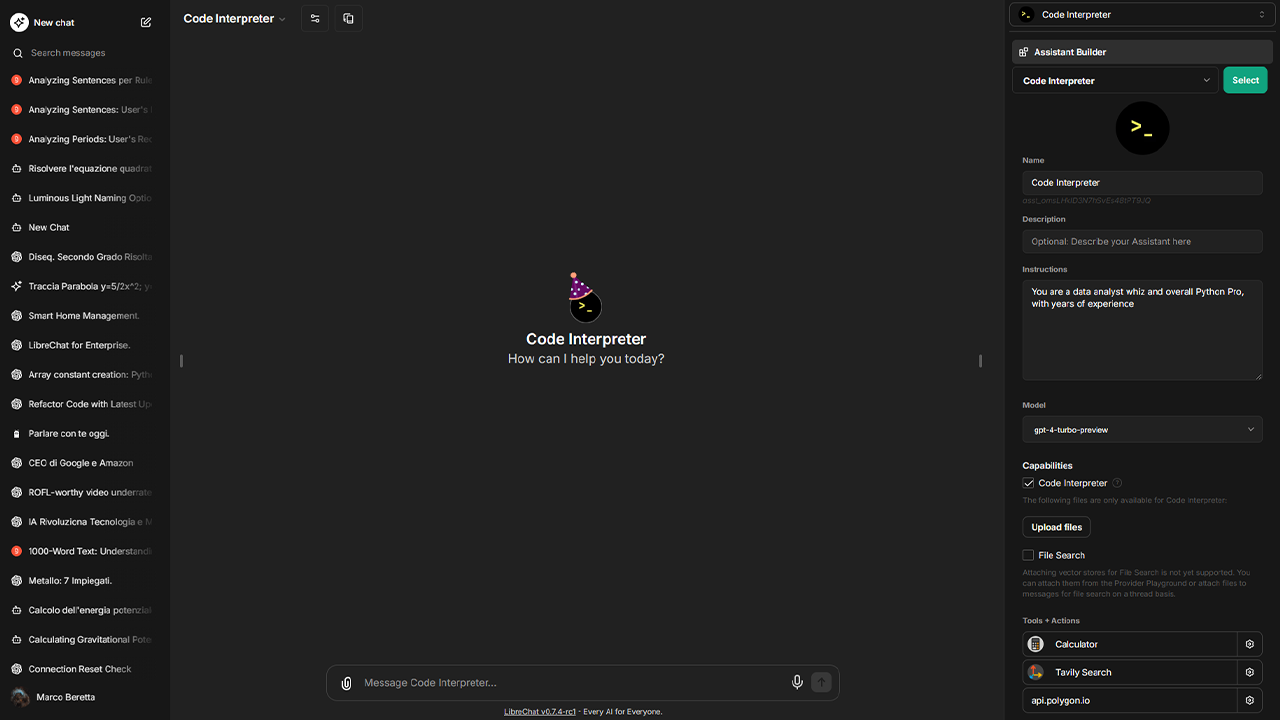 New chat
Search messages
Analyzing Sentences per Rule
Analyzing Sentences: User's
Analyzing Periods: User's Rec
Risolvere l'equazione quadrat
Luminous Light Naming Optio
New Chat
Diseq. Secondo Grado Risolta
Traccia Parabola y=5/2x^2; y=
Smart Home Management.
LibreChat for Enterprise.
Array constant creation: Pyth
Refactor Code with Latest Up
Parlare con te oggi.
CEC di Google e Amazon
ROFL-worthy video underrate
IA Rivoluziona Tecnologia e M
1000-Word Text: Understandi
Metallo: 7 Impiegati.
Calcolo dell'energia potenzial
Calculating Gravitational Pote
Connection Reset Check
Marco Beretta
Code Interpreter
>_
Code Interpreter
How can I help you today?
Message Code Interpreter...
LibreChat v0.7.4-rc1 - Every AI for Everyone.
>_ Code Interpreter
Assistant Builder
Code Interpreter
Select
>_
Name
Code Interpreter
Description
Optional: Describe your Assistant here
Instructions
You are a data analyst whiz and overall Python Pro,
with years of experience
Model
gpt-4-turbo-preview
Capabilities
Code Interpreter
The following files are only available for Code Interpreter:
Upload files
File Search
Attaching vector stores for File Search is not yet supported. You
can attach them from the Provider Playground or attach files to
messages for file search on a thread basis.
Tools + Actions
Calculator
Tavily Search
api.polygon.io